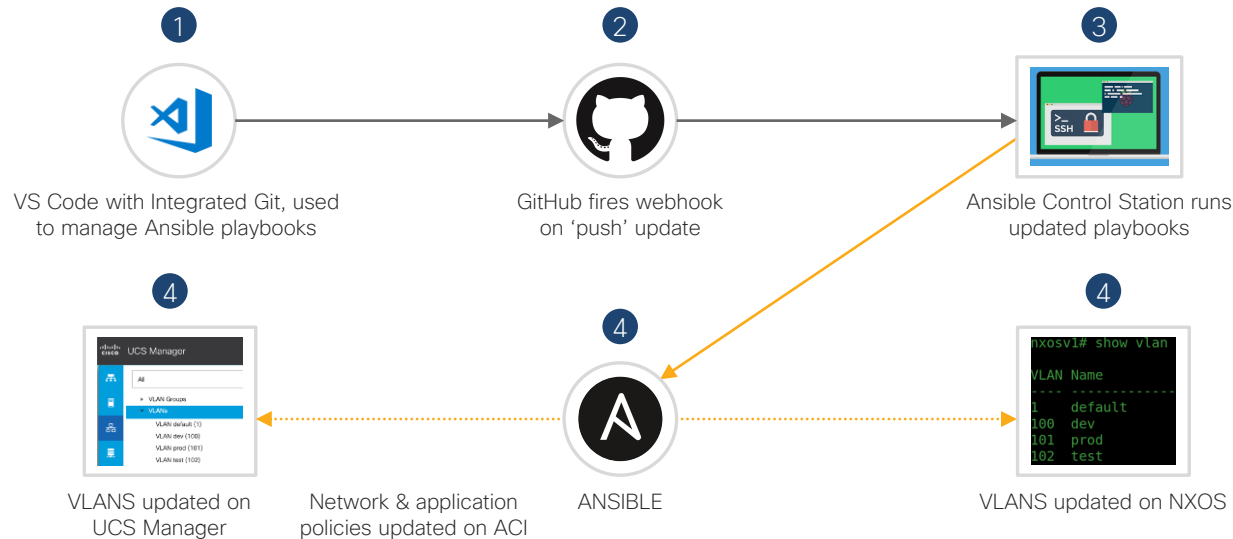 1
2
3
>_
SSH
VS Code with Integrated Git, used
to manage Ansible playbooks
GitHub fires webhook
on ‘push’ update
Ansible Control Station runs
updated playbooks
4
4
4
CISCO
UCS Manager
All
VLAN Groups
VLANs
VLAN default (1)
VLAN dev (100)
VLAN prod (101)
VLAN test (102)
A
nxosv1# show vlan
VLAN Name
---- -------------
1 default
100 dev
101 prod
102 test
VLANS updated on
UCS Manager
Network & application
policies updated on ACI
ANSIBLE
VLANS updated on NXOS